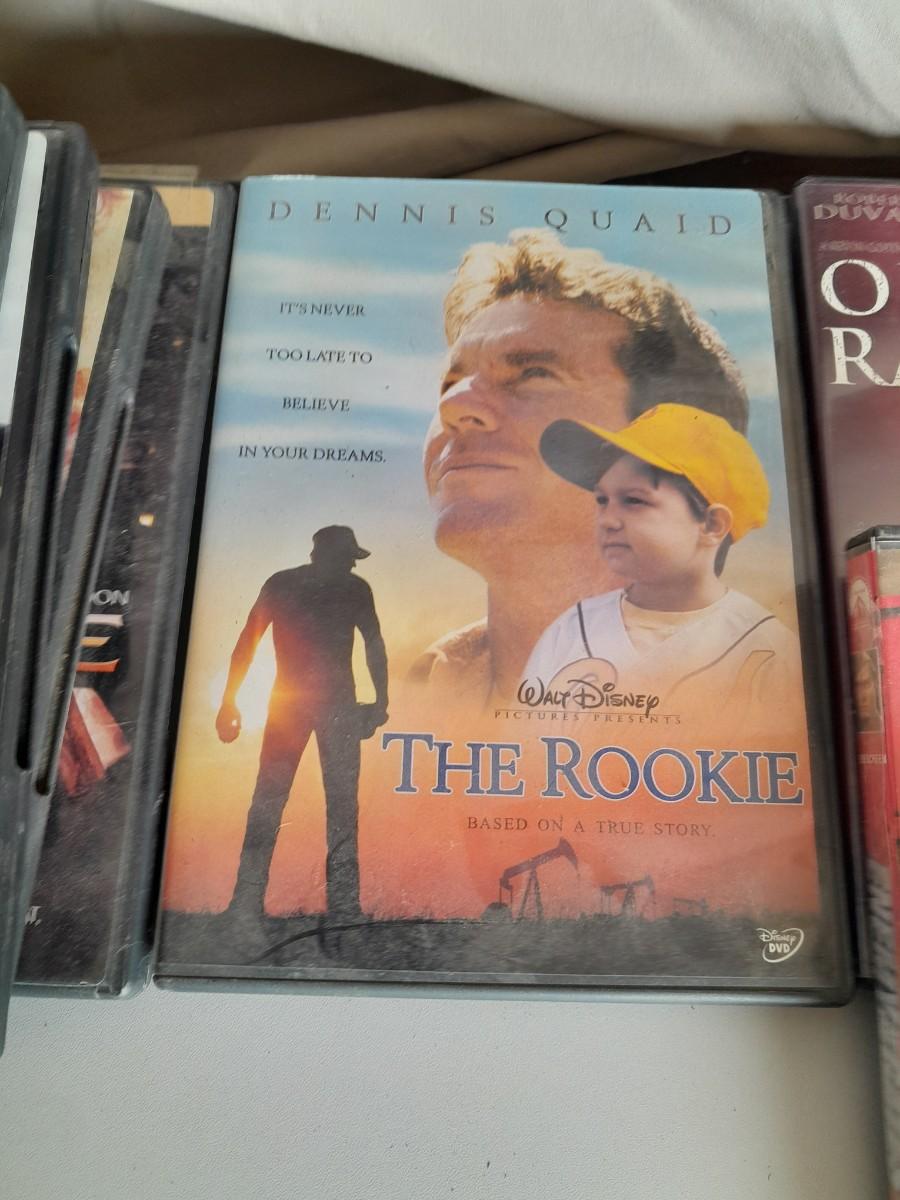 DENNIS QUAID
IT'S NEVER
TOO LATE TO
BELIEVE
IN YOUR DREAMS.
WALT DISNEY
PICTURES PRESENTS
THE ROOKIE
BASED ON A TRUE STORY.
DISNEY
DVD
DUVA
O
RA
ON